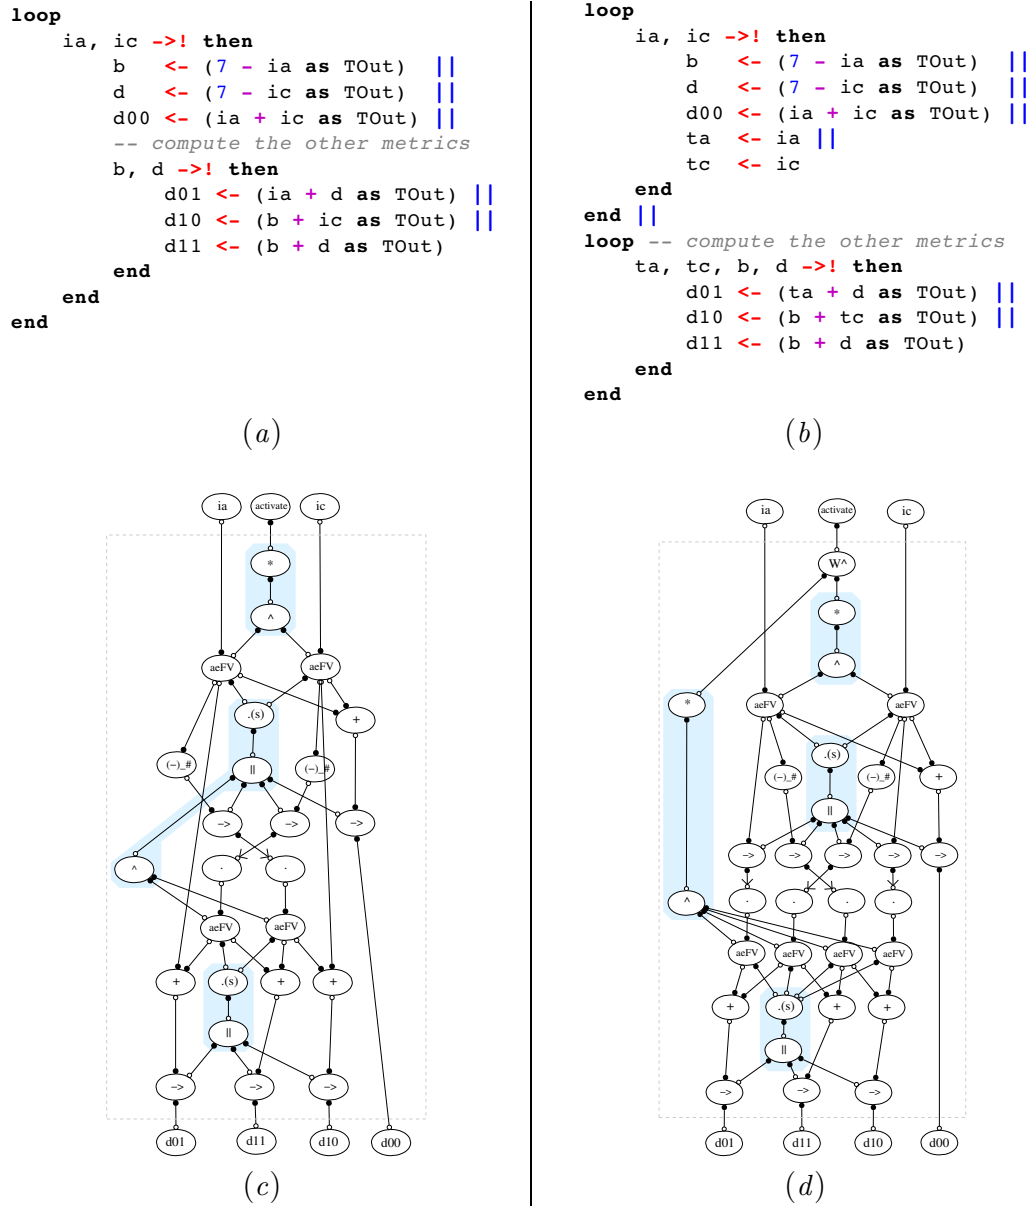 loop
ia, ic ->! then
b <- (7 - ia as TOut) ||
d <- (7 - ic as TOut) ||
d00 <- (ia + ic as TOut) ||
-- compute the other metrics
b, d ->! then
d01 <- (ia + d as TOut) ||
d10 <- (b + ic as TOut) ||
d11 <- (b + d as TOut)
end
end
end
(a)
loop
ia, ic ->! then
b <- (7 - ia as TOut) ||
d <- (7 - ic as TOut) ||
d00 <- (ia + ic as TOut) ||
ta <- ia ||
tc <- ic
end
end ||
loop -- compute the other metrics
ta, tc, b, d ->! then
d01 <- (ta + d as TOut) ||
d10 <- (b + tc as TOut) ||
d11 <- (b + d as TOut)
end
end
(b)
ia activate ic
*
^
aeFV aeFV
.(s) +
(-)_# || (-)_#
-> -> ->
^ . .
aeFV aeFV
+ .(s) + +
||
-> -> ->
d01 d11 d10 d00
(c)
ia activate ic
W^
*
^
* aeFV aeFV
.(s)
(-)_# (-)_# +
||
-> -> -> -> ->
^ . . . .
aeFV aeFV aeFV aeFV
+ .(s) + +
||
-> -> ->
d01 d11 d10 d00
(d)